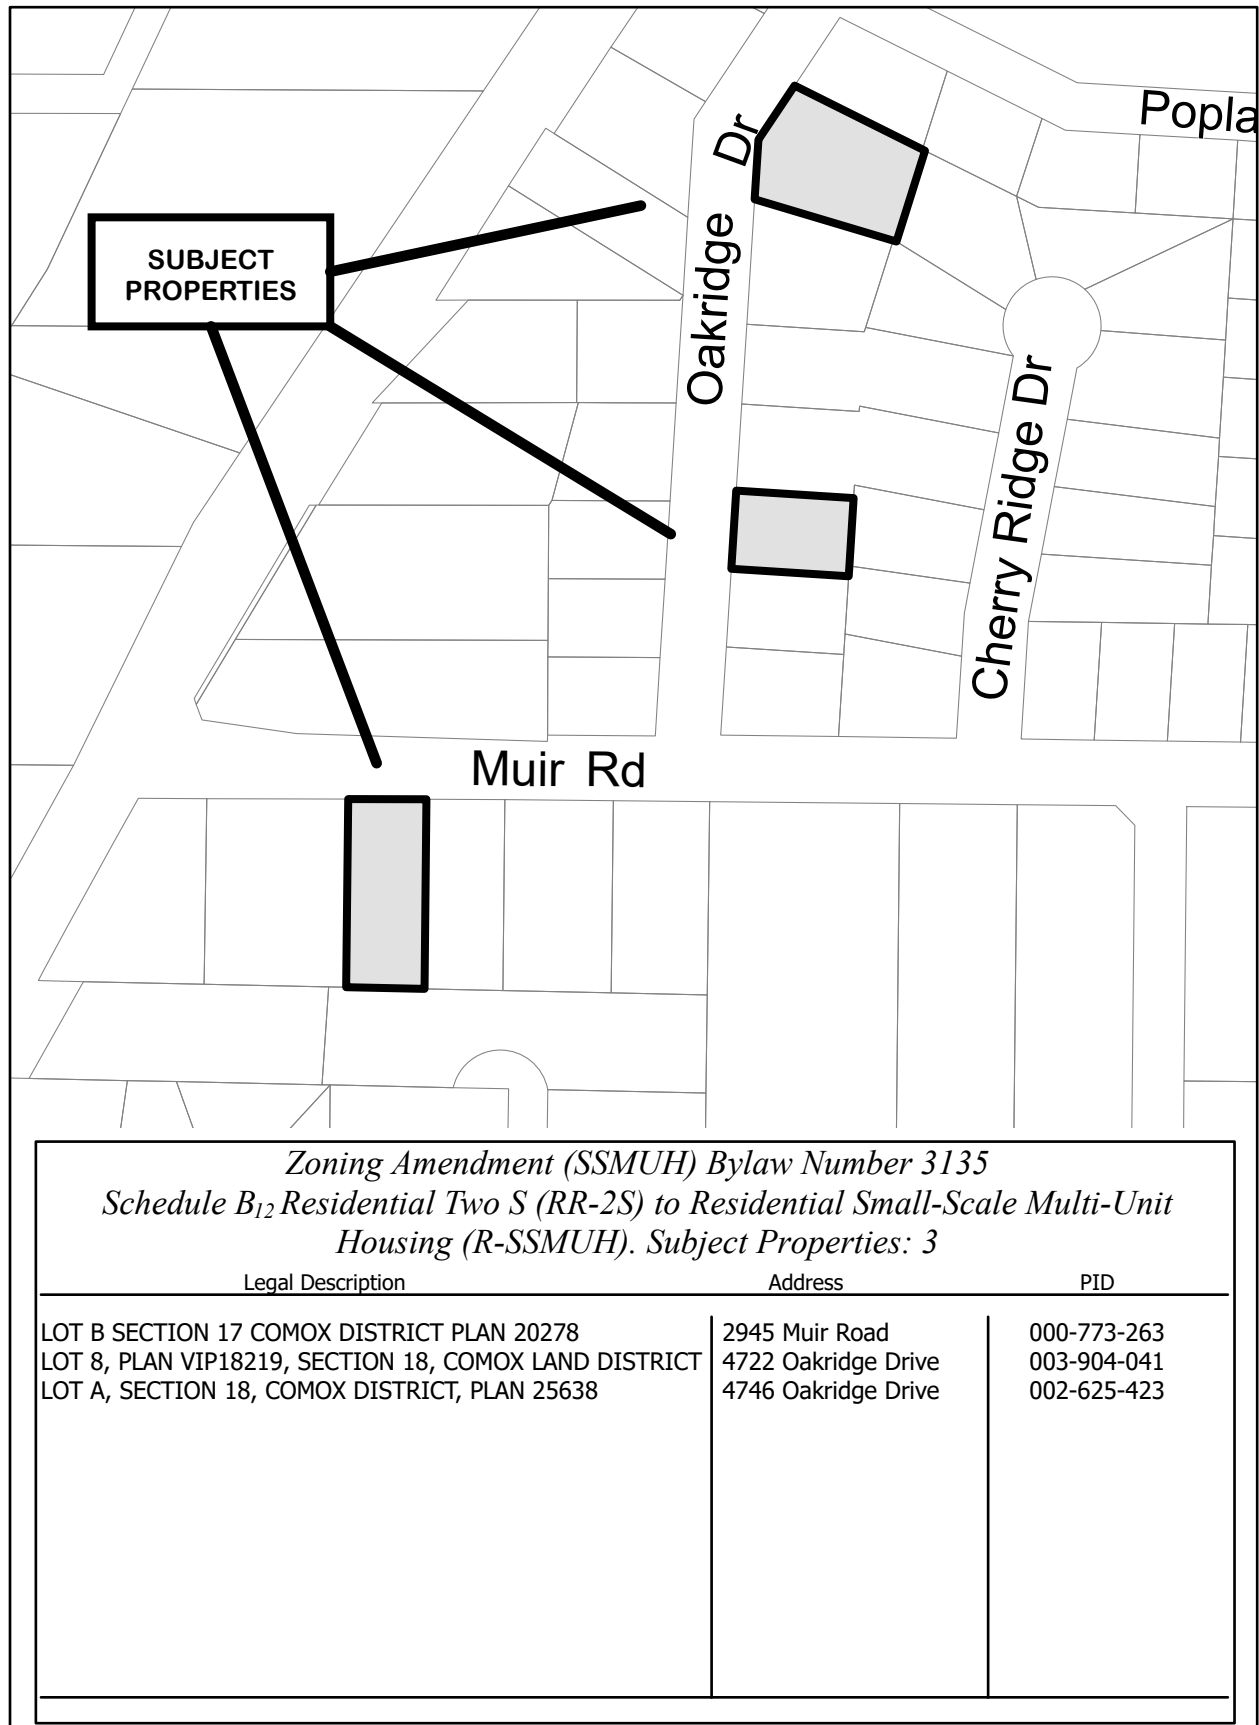 Popla
Dr
Oakridge
SUBJECT
PROPERTIES
Cherry Ridge Dr
Muir Rd
Zoning Amendment (SSMUH) Bylaw Number 3135
Schedule B12 Residential Two S (RR-2S) to Residential Small-Scale Multi-Unit
Housing (R-SSMUH). Subject Properties: 3
Legal Description Address PID
LOT B SECTION 17 COMOX DISTRICT PLAN 20278 2945 Muir Road 000-773-263
LOT 8, PLAN VIP18219, SECTION 18, COMOX LAND DISTRICT 4722 Oakridge Drive 003-904-041
LOT A, SECTION 18, COMOX DISTRICT, PLAN 25638 4746 Oakridge Drive 002-625-423